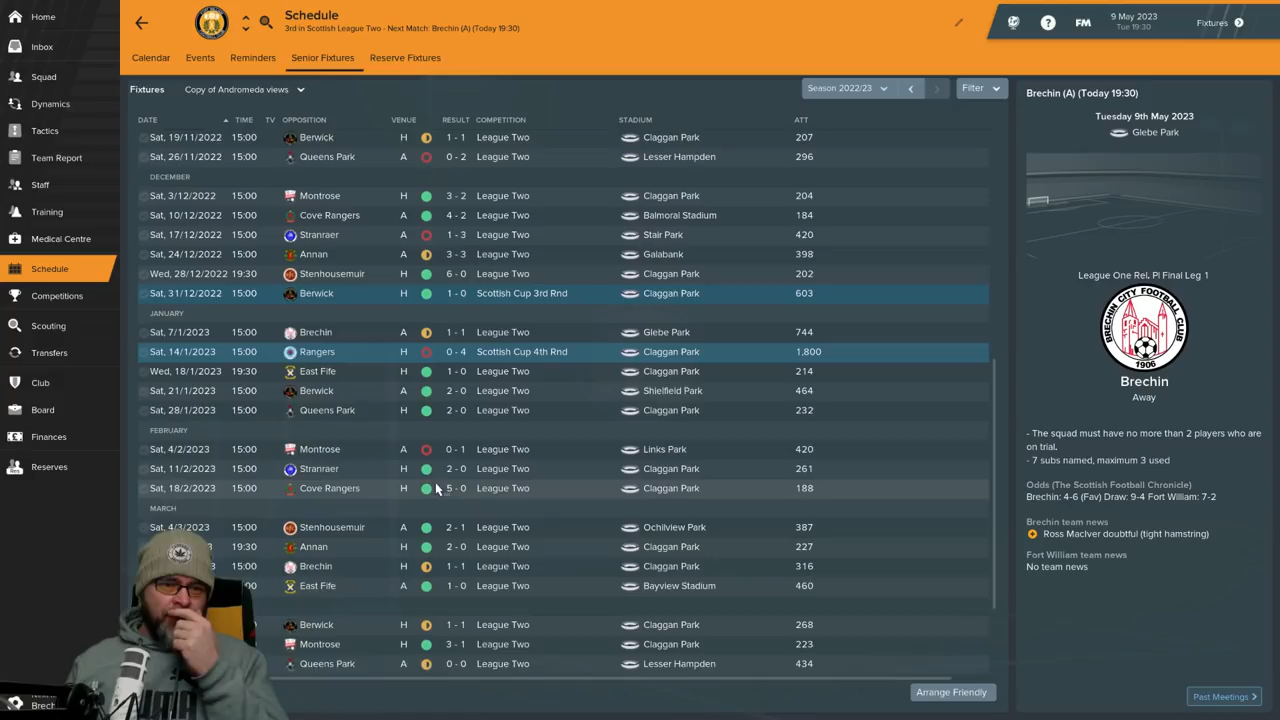 Home
Inbox
Squad
Dynamics
Tactics
Team Report
Staff
Training
Medical Centre
Schedule
Competitions
Scouting
Transfers
Club
Board
Finances
Reserves
Schedule
3rd in Scottish League Two - Next Match: Brechin (A) (Today 19:30)
FM
9 May 2023
Tue 19:30
Fixtures
Calendar Events Reminders Senior Fixtures Reserve Fixtures
Fixtures Copy of Andromeda views Season 2022/23 Filter
DATE TIME TV OPPOSITION VENUE RESULT COMPETITION STADIUM ATT
Sat, 19/11/2022 15:00 Berwick H 1 - 1 League Two Claggan Park 207
Sat, 26/11/2022 15:00 Queens Park A 0 - 2 League Two Lesser Hampden 296
DECEMBER
Sat, 3/12/2022 15:00 Montrose H 3 - 2 League Two Claggan Park 204
Sat, 10/12/2022 15:00 Cove Rangers A 4 - 2 League Two Balmoral Stadium 184
Sat, 17/12/2022 15:00 Stranraer A 1 - 3 League Two Stair Park 420
Sat, 24/12/2022 15:00 Annan A 3 - 3 League Two Galabank 398
Wed, 28/12/2022 19:30 Stenhousemuir H 6 - 0 League Two Claggan Park 202
Sat, 31/12/2022 15:00 Berwick H 1 - 0 Scottish Cup 3rd Rnd Claggan Park 603
JANUARY
Sat, 7/1/2023 15:00 Brechin A 1 - 1 League Two Glebe Park 744
Sat, 14/1/2023 15:00 Rangers H 0 - 4 Scottish Cup 4th Rnd Claggan Park 1,800
Wed, 18/1/2023 19:30 East Fife H 1 - 0 League Two Claggan Park 214
Sat, 21/1/2023 15:00 Berwick A 2 - 0 League Two Shielfield Park 464
Sat, 28/1/2023 15:00 Queens Park H 2 - 0 League Two Claggan Park 232
FEBRUARY
Sat, 4/2/2023 15:00 Montrose A 0 - 1 League Two Links Park 420
Sat, 11/2/2023 15:00 Stranraer H 2 - 0 League Two Claggan Park 261
Sat, 18/2/2023 15:00 Cove Rangers H 5 - 0 League Two Claggan Park 188
MARCH
Sat, 4/3/2023 15:00 Stenhousemuir A 2 - 1 League Two Ochilview Park 387
19:30 Annan H 2 - 0 League Two Claggan Park 227
Brechin H 1 - 1 League Two Claggan Park 316
East Fife A 1 - 0 League Two Bayview Stadium 460
Berwick H 1 - 1 League Two Claggan Park 268
Montrose H 3 - 1 League Two Claggan Park 223
Queens Park A 0 - 0 League Two Lesser Hampden 434
Arrange Friendly
Brechin (A) (Today 19:30)
Tuesday 9th May 2023
Glebe Park
League One Rel. Pl Final Leg 1
BRECHIN CITY FOOTBALL CLUB
1906
Brechin
Away
- The squad must have no more than 2 players who are on trial.
- 7 subs named, maximum 3 used
Odds (The Scottish Football Chronicle)
Brechin: 4-6 (Fav) Draw: 9-4 Fort William: 7-2
Brechin team news
Ross MacIver doubtful (tight hamstring)
Fort William team news
No team news
Past Meetings